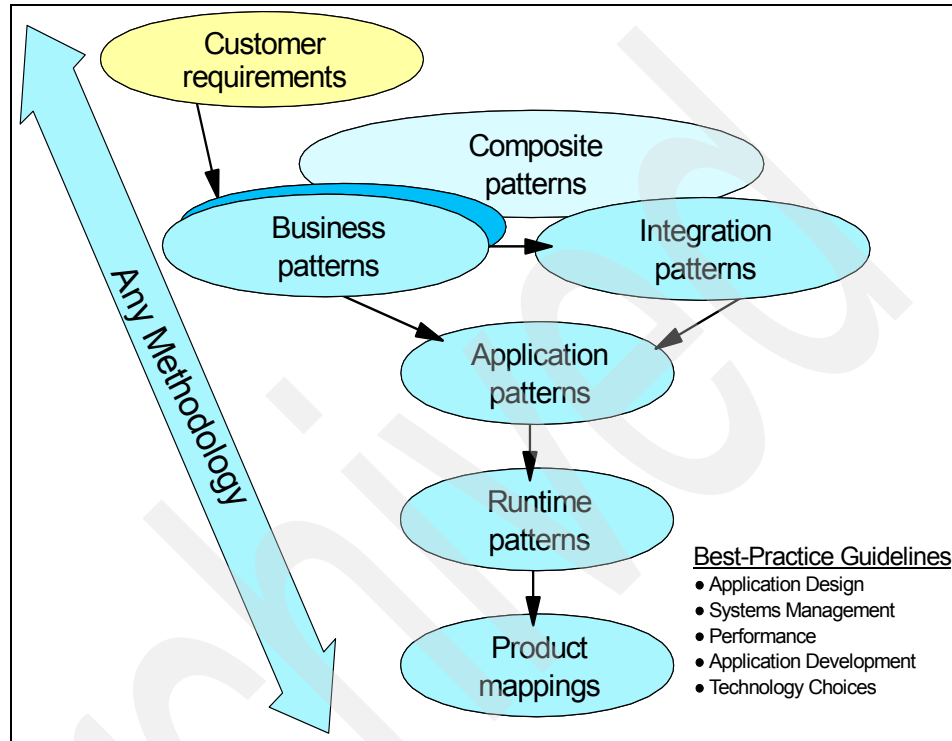 Customer
requirements
Composite
patterns
Business
patterns
Integration
patterns
Any Methodology
Application
patterns
Runtime
patterns
Product
mappings
Best-Practice Guidelines
● Application Design
● Systems Management
● Performance
● Application Development
● Technology Choices